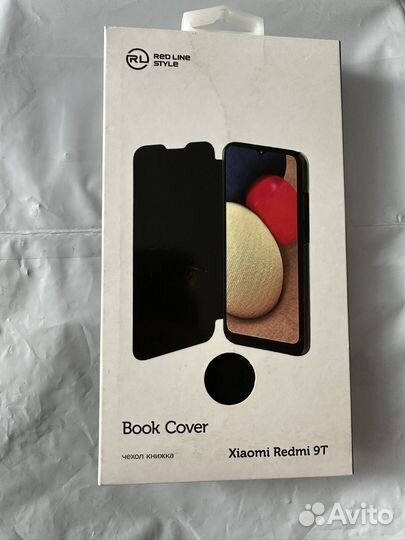 RL RED LINE
STYLE
Book Cover
чехол книжка
Xiaomi Redmi 9T
Avito